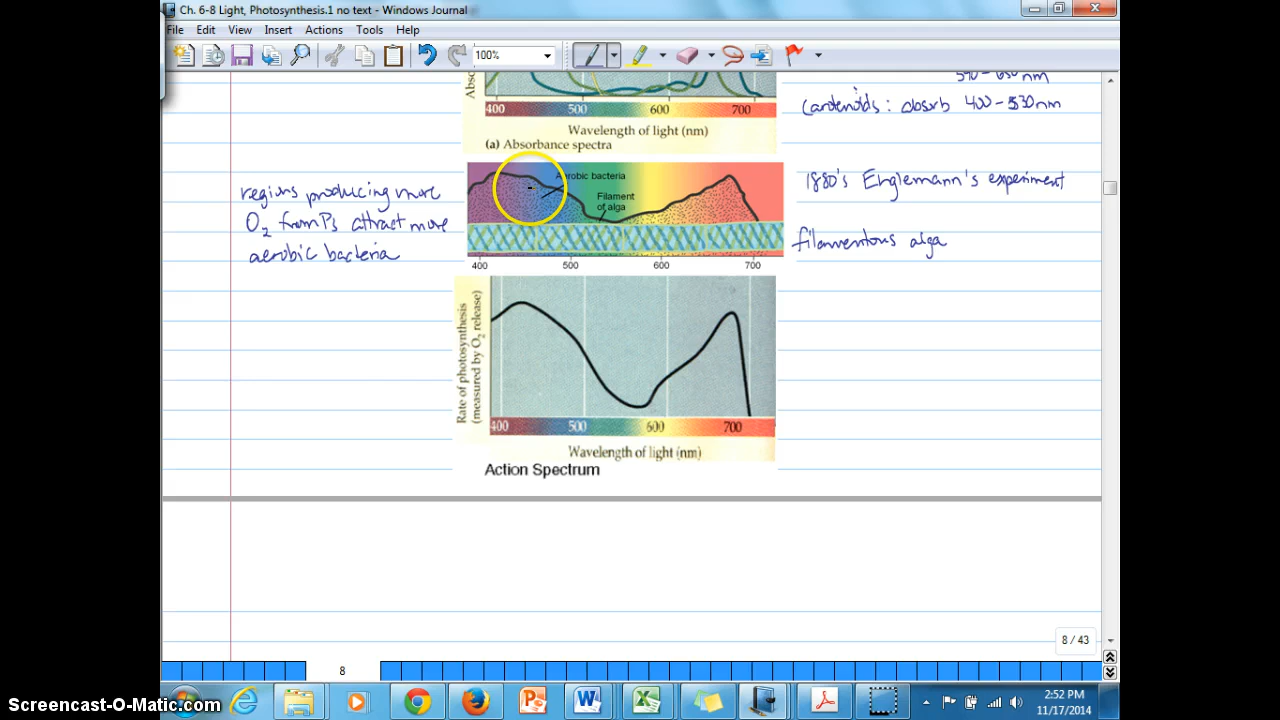 Ch. 6-8 Light, Photosynthesis.1 no text - Windows Journal
File Edit View Insert Actions Tools Help
100%
Abso
400 500 600 700
Wavelength of light (nm)
(a) Absorbance spectra
nm
carotenoids: absorb 400-530nm
regions producing more
O₂ from Ps attract more
aerobic bacteria
Aerobic bacteria
Filament
of alga
400 500 600 700
1880's Englemann's experiment
filamentous alga
Rate of photosynthesis
(measured by O₂ release)
400 500 600 700
Wavelength of light (nm)
Action Spectrum
8 / 43
8
Screencast-O-Matic.com
2:52 PM
11/17/2014